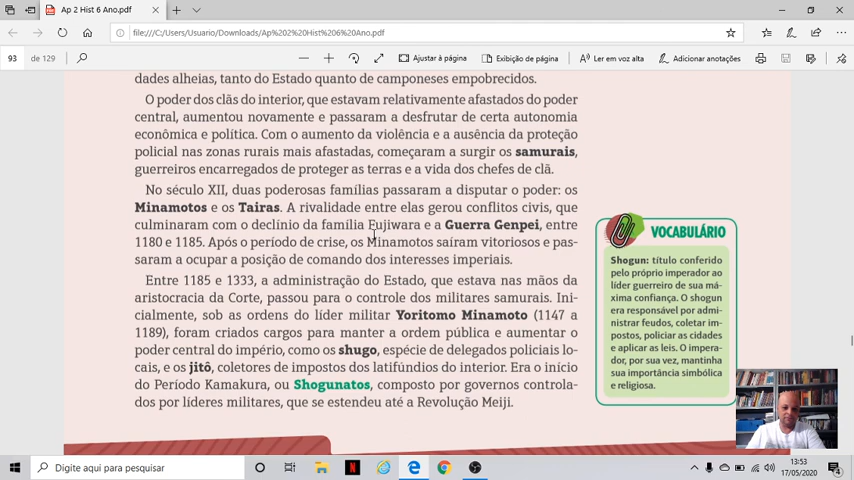 Ap 2 Hist 6 Ano.pdf
file:///C:/Users/Usuario/Downloads/Ap%202%20Hist%206%20Ano.pdf
93 de 129
Ajustar à página
Exibição de página
Ler em voz alta
Adicionar anotações
dades alheias, tanto do Estado quanto de camponeses empobrecidos.
O poder dos clãs do interior, que estavam relativamente afastados do poder
central, aumentou novamente e passaram a desfrutar de certa autonomia
econômica e política. Com o aumento da violência e a ausência da proteção
policial nas zonas rurais mais afastadas, começaram a surgir os samurais,
guerreiros encarregados de proteger as terras e a vida dos chefes de clã.
No século XII, duas poderosas famílias passaram a disputar o poder: os
Minamotos e os Tairas. A rivalidade entre elas gerou conflitos civis, que
culminaram com o declínio da família Fujiwara e a Guerra Genpei, entre
1180 e 1185. Após o período de crise, os Minamotos saíram vitoriosos e pas-
saram a ocupar a posição de comando dos interesses imperiais.
Entre 1185 e 1333, a administração do Estado, que estava nas mãos da
aristocracia da Corte, passou para o controle dos militares samurais. Ini-
cialmente, sob as ordens do líder militar Yoritomo Minamoto (1147 a
1189), foram criados cargos para manter a ordem pública e aumentar o
poder central do império, como os shugo, espécie de delegados policiais lo-
cais, e os jitô, coletores de impostos dos latifúndios do interior. Era o início
do Período Kamakura, ou Shogunatos, composto por governos controla-
dos por líderes militares, que se estendeu até a Revolução Meiji.
VOCABULÁRIO
Shogun: título conferido
pelo próprio imperador ao
líder guerreiro de sua má-
xima confiança. O shogun
era responsável por admi-
nistrar feudos, coletar im-
postos, policiar as cidades
e aplicar as leis. O impera-
dor, por sua vez, mantinha
sua importância simbólica
e religiosa.
Digite aqui para pesquisar
13:53
17/05/2020
4